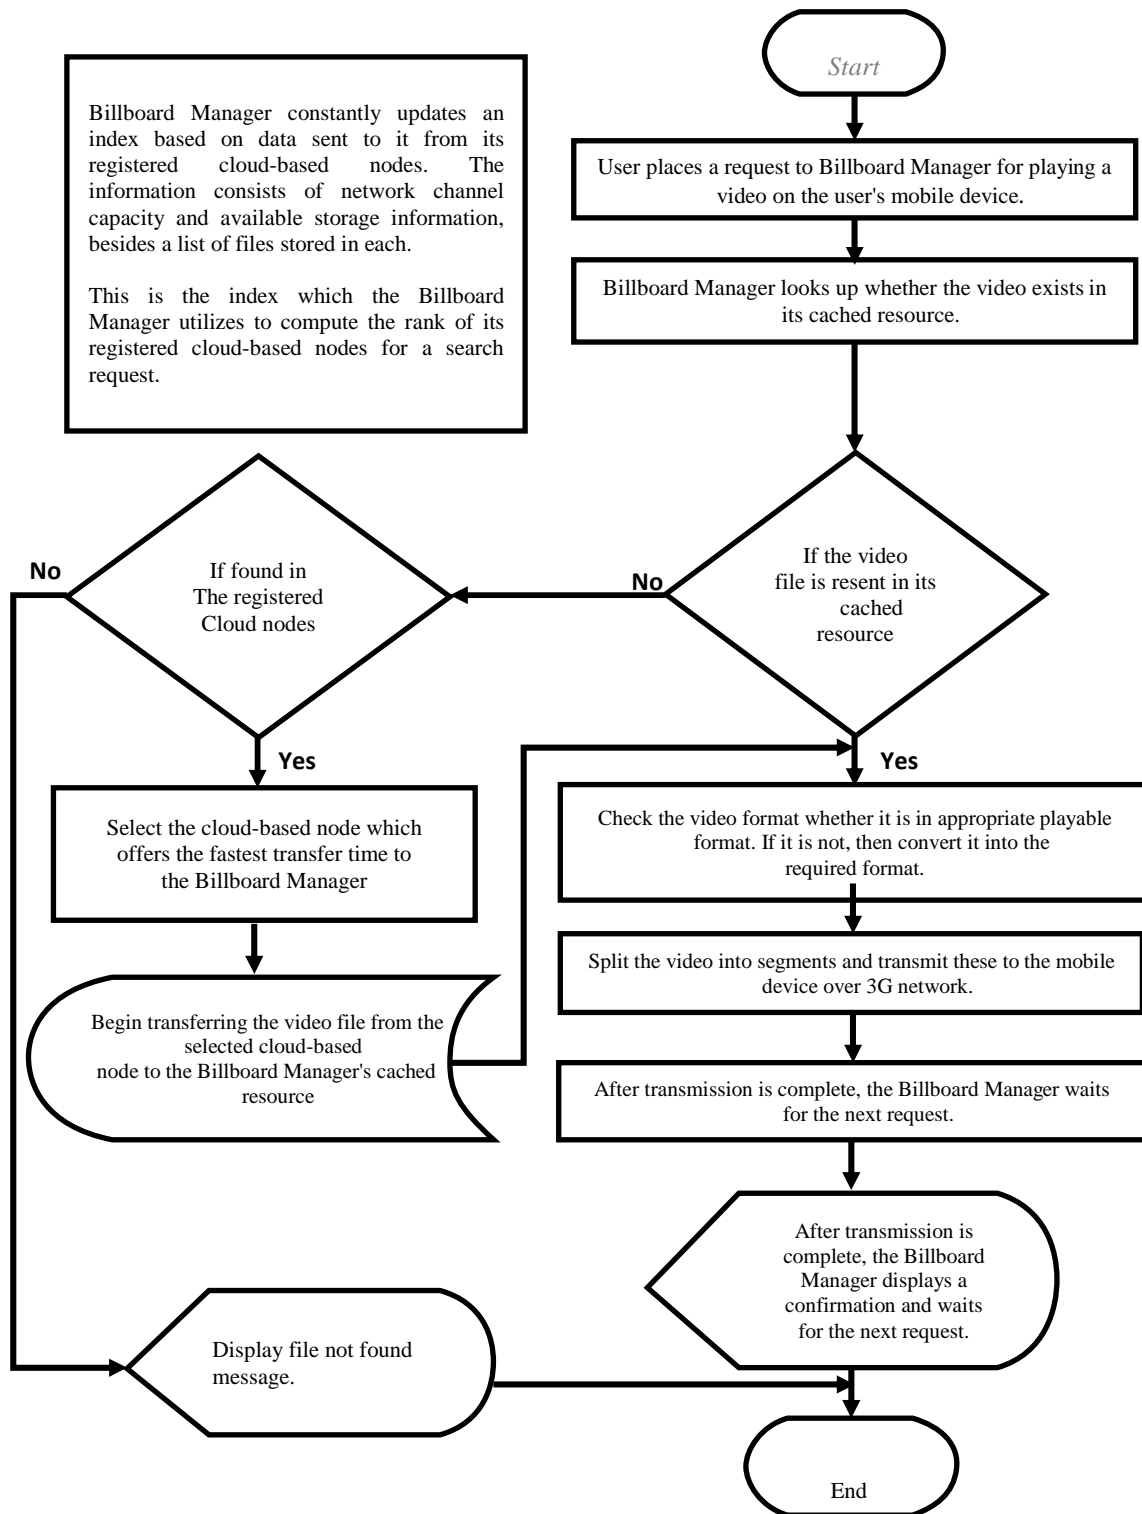 Start
Billboard Manager constantly updates an
index based on data sent to it from its
registered cloud-based nodes. The
information consists of network channel
capacity and available storage information,
besides a list of files stored in each.
This is the index which the Billboard
Manager utilizes to compute the rank of its
registered cloud-based nodes for a search
request.
User places a request to Billboard Manager for playing a
video on the user's mobile device.
Billboard Manager looks up whether the video exists in
its cached resource.
If the video
file is resent in its
cached
resource
No
If found in
The registered
Cloud nodes
No
Yes
Select the cloud-based node which
offers the fastest transfer time to
the Billboard Manager
Begin transferring the video file from the
selected cloud-based
node to the Billboard Manager's cached
resource
Yes
Check the video format whether it is in appropriate playable
format. If it is not, then convert it into the
required format.
Split the video into segments and transmit these to the mobile
device over 3G network.
After transmission is complete, the Billboard Manager waits
for the next request.
After transmission is
complete, the Billboard
Manager displays a
confirmation and waits
for the next request.
Display file not found
message.
End